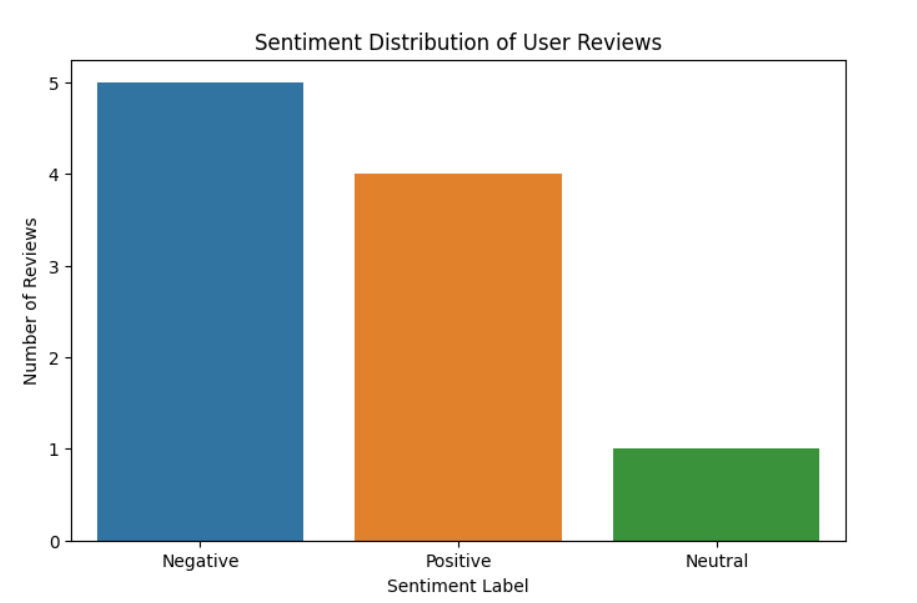 Sentiment Distribution of User Reviews
Number of Reviews
5
4
3
2
1
0
Negative Positive Neutral
Sentiment Label